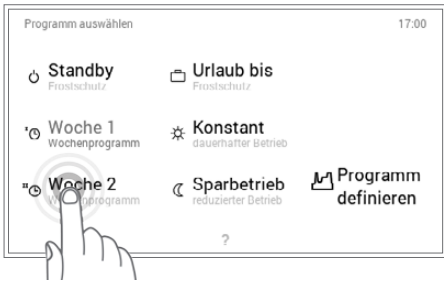 Programm auswählen 17:00
Standby
Frostschutz
Urlaub bis
Frostschutz
Woche 1
Wochenprogramm
Konstant
dauerhafter Betrieb
Woche 2
Wochenprogramm
Sparbetrieb
reduzierter Betrieb
Programm
definieren
?